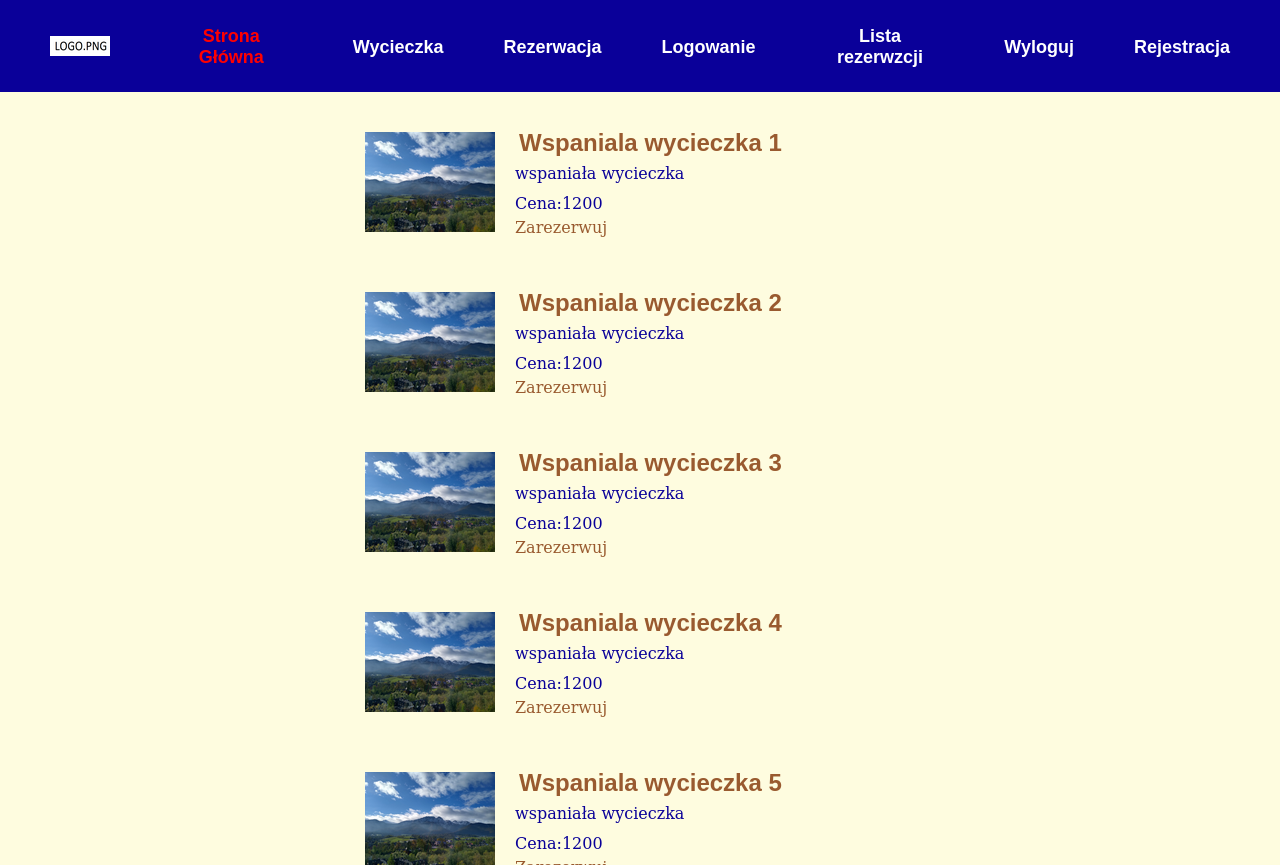 LOGO.PNG
Strona
Główna
Wycieczka
Rezerwacja
Logowanie
Lista
rezerwzcji
Wyloguj
Rejestracja
Wspaniala wycieczka 1
wspaniała wycieczka
Cena:1200
Zarezerwuj
Wspaniala wycieczka 2
wspaniała wycieczka
Cena:1200
Zarezerwuj
Wspaniala wycieczka 3
wspaniała wycieczka
Cena:1200
Zarezerwuj
Wspaniala wycieczka 4
wspaniała wycieczka
Cena:1200
Zarezerwuj
Wspaniala wycieczka 5
wspaniała wycieczka
Cena:1200